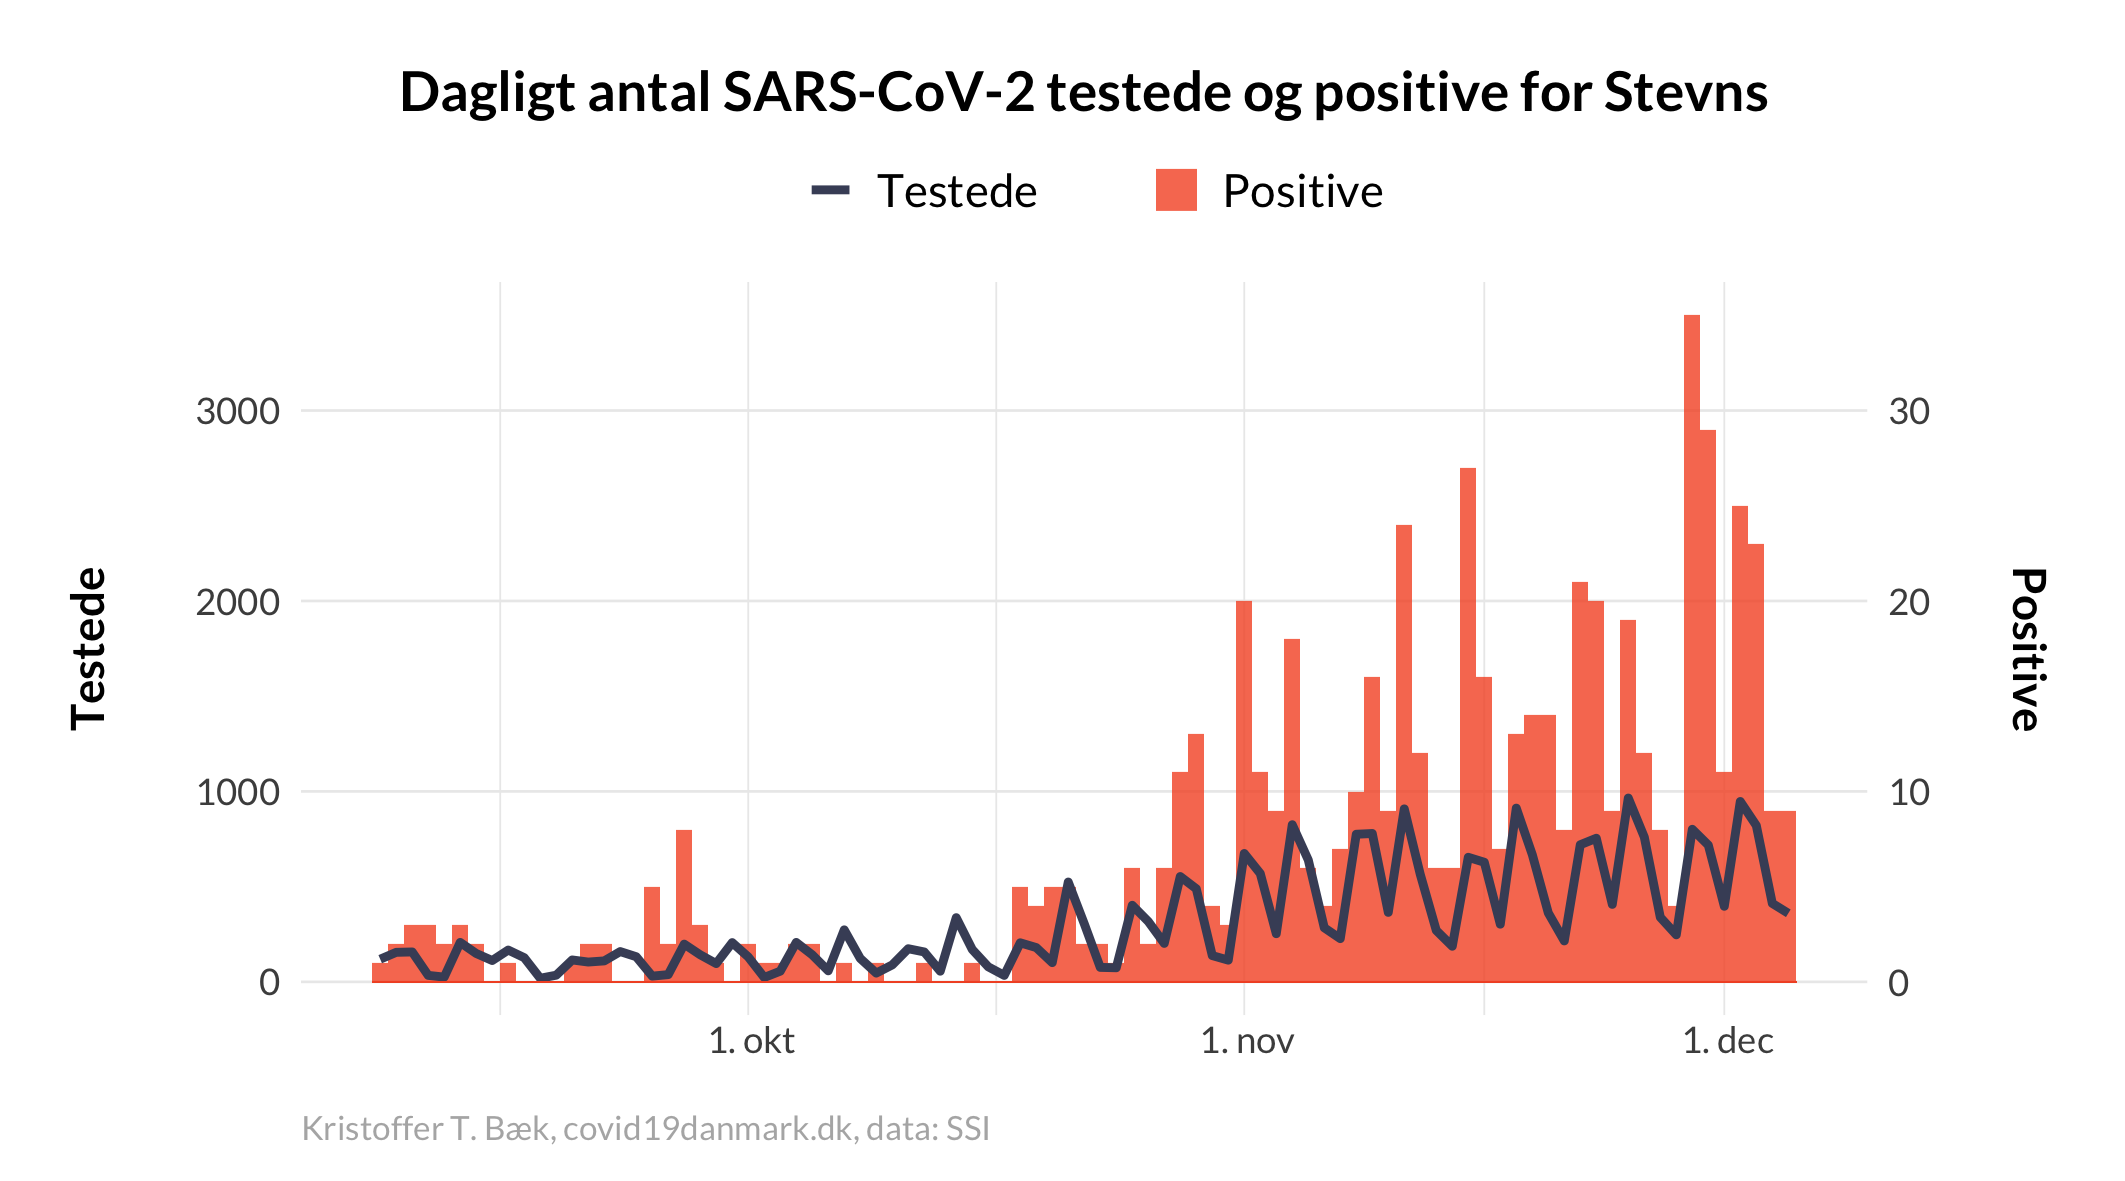 Dagligt antal SARS-CoV-2 testede og positive for Stevns
Testede Positive
3000 30
2000 20
1000 10
0 0
Testede
Positive
1. okt 1. nov 1. dec
Kristoffer T. Bæk, covid19danmark.dk, data: SSI